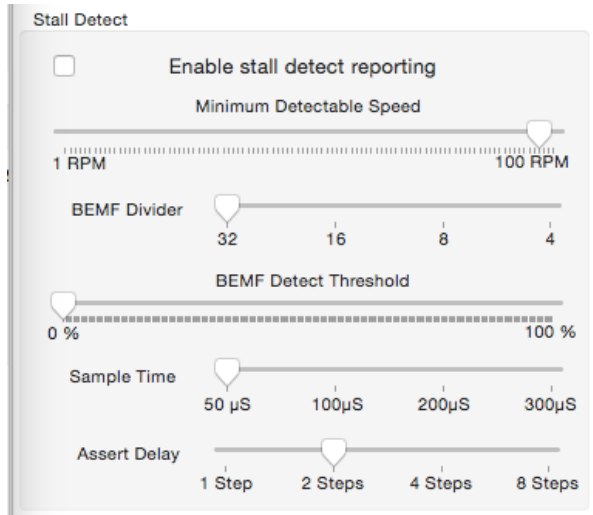 Stall Detect
Enable stall detect reporting
Minimum Detectable Speed
1 RPM 100 RPM
BEMF Divider
32 16 8 4
BEMF Detect Threshold
0 % 100 %
Sample Time
50 µS 100µS 200µS 300µS
Assert Delay
1 Step 2 Steps 4 Steps 8 Steps